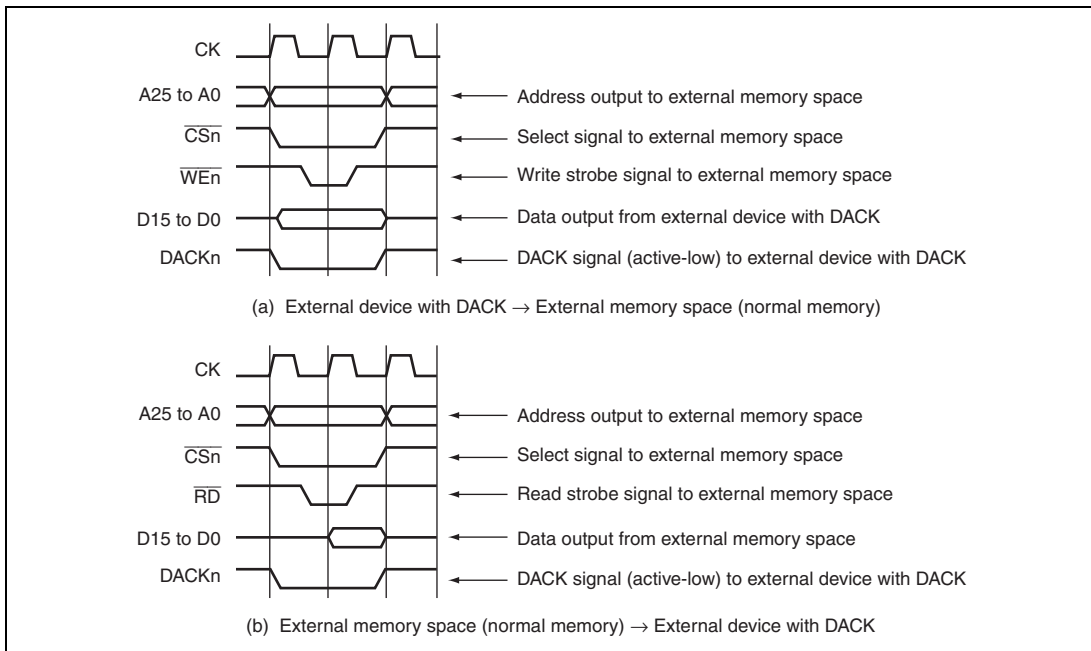 CK
A25 to A0 Address output to external memory space
CSn Select signal to external memory space
WEn Write strobe signal to external memory space
D15 to D0 Data output from external device with DACK
DACKn DACK signal (active-low) to external device with DACK
(a) External device with DACK → External memory space (normal memory)
CK
A25 to A0 Address output to external memory space
CSn Select signal to external memory space
RD Read strobe signal to external memory space
D15 to D0 Data output from external memory space
DACKn DACK signal (active-low) to external device with DACK
(b) External memory space (normal memory) → External device with DACK